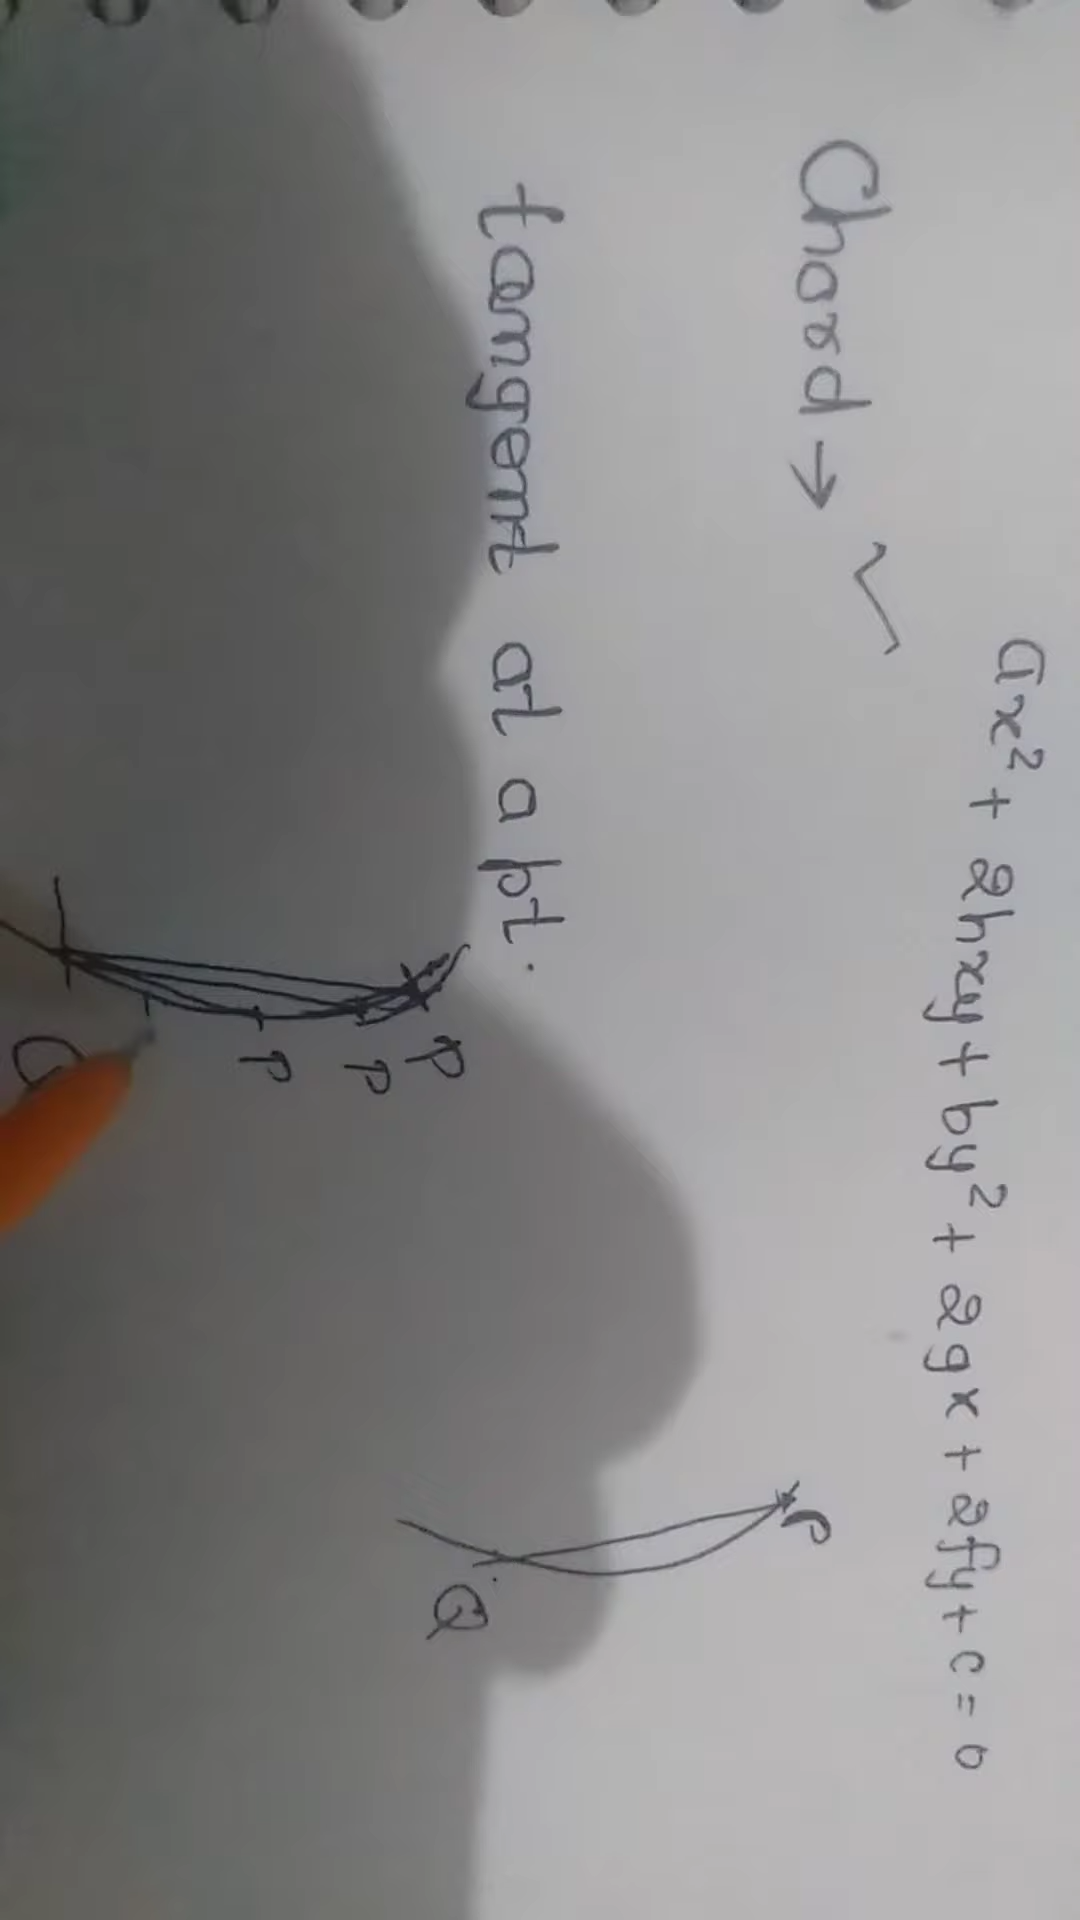 ax² + 2hxy + by² + 2gx + 2fy + c = 0
Chord → ✓
P
Q
tangent at a pt.
P
P
P
Q